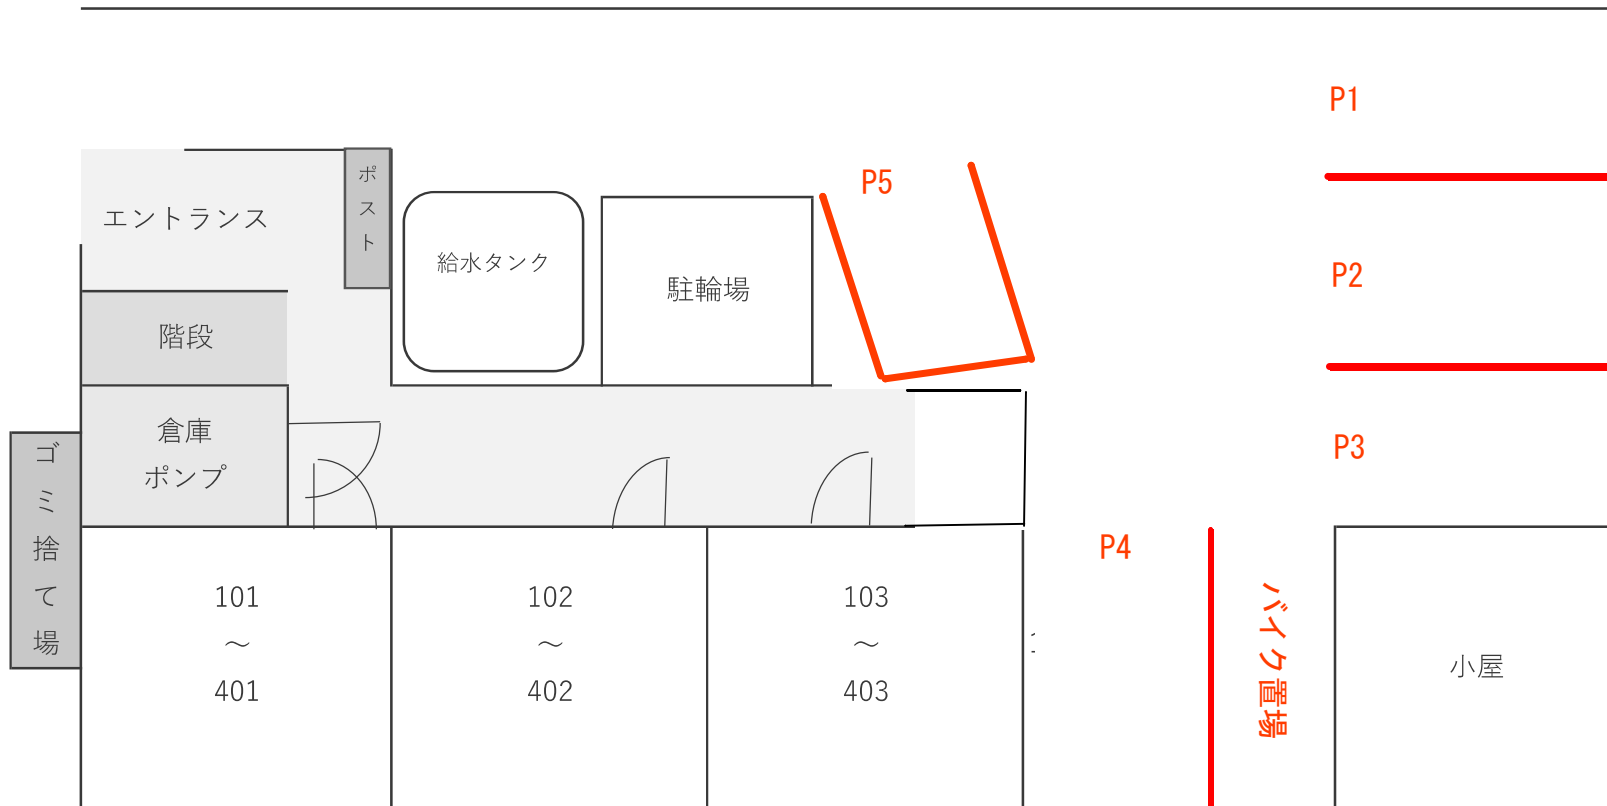 P1
ポスト
P5
エントランス
給水タンク
P2
駐輪場
階段
倉庫
ポンプ
P3
ゴミ捨て場
P4
101
～
401
102
～
402
103
～
403
バイク置場
小屋